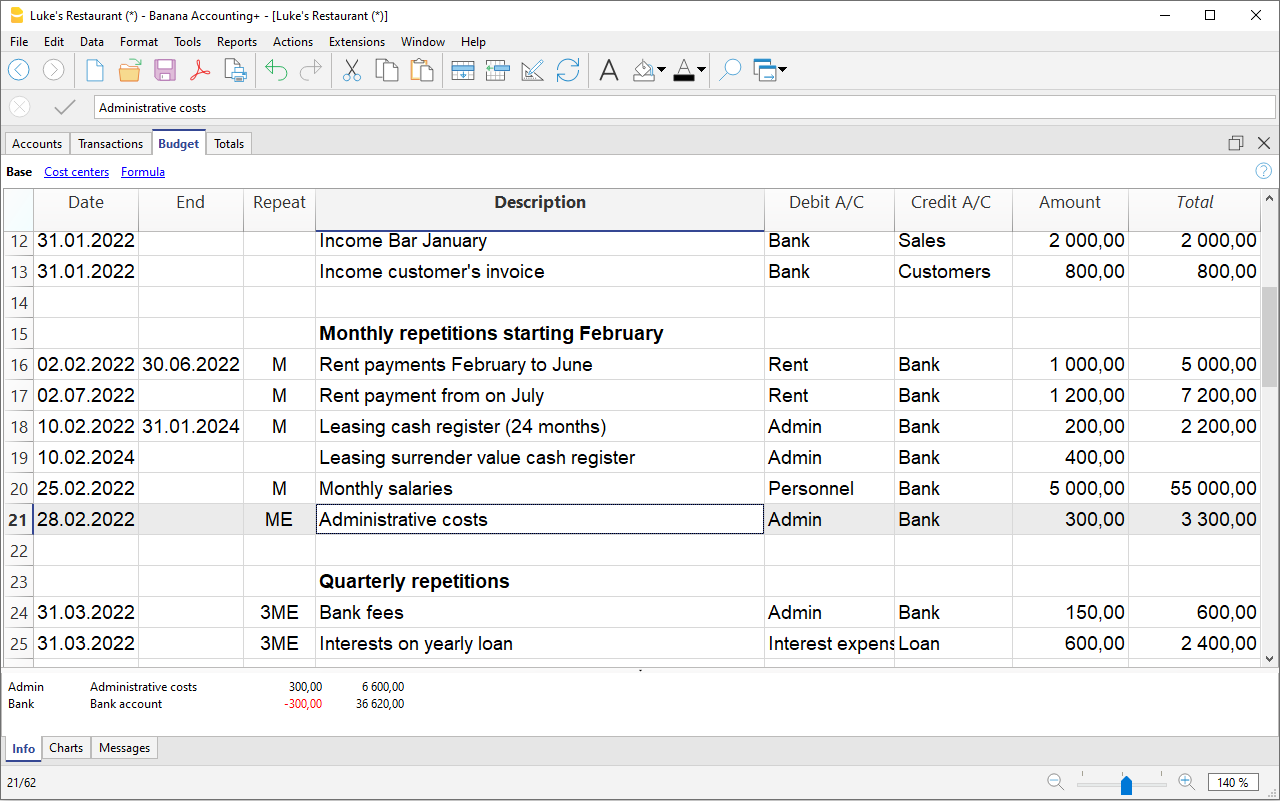 Luke's Restaurant (*) - Banana Accounting+ - [Luke's Restaurant (*)]
File Edit Data Format Tools Reports Actions Extensions Window Help
Administrative costs
Accounts Transactions Budget Totals
Base Cost centers Formula
Date End Repeat Description Debit A/C Credit A/C Amount Total
12 31.01.2022 Income Bar January Bank Sales 2 000,00 2 000,00
13 31.01.2022 Income customer's invoice Bank Customers 800,00 800,00
14
15 Monthly repetitions starting February
16 02.02.2022 30.06.2022 M Rent payments February to June Rent Bank 1 000,00 5 000,00
17 02.07.2022 M Rent payment from on July Rent Bank 1 200,00 7 200,00
18 10.02.2022 31.01.2024 M Leasing cash register (24 months) Admin Bank 200,00 2 200,00
19 10.02.2024 Leasing surrender value cash register Admin Bank 400,00
20 25.02.2022 M Monthly salaries Personnel Bank 5 000,00 55 000,00
21 28.02.2022 ME Administrative costs Admin Bank 300,00 3 300,00
22
23 Quarterly repetitions
24 31.03.2022 3ME Bank fees Admin Bank 150,00 600,00
25 31.03.2022 3ME Interests on yearly loan Interest expens Loan 600,00 2 400,00
Admin Administrative costs 300,00 6 600,00
Bank Bank account -300,00 36 620,00
Info Charts Messages
21/62 140 %